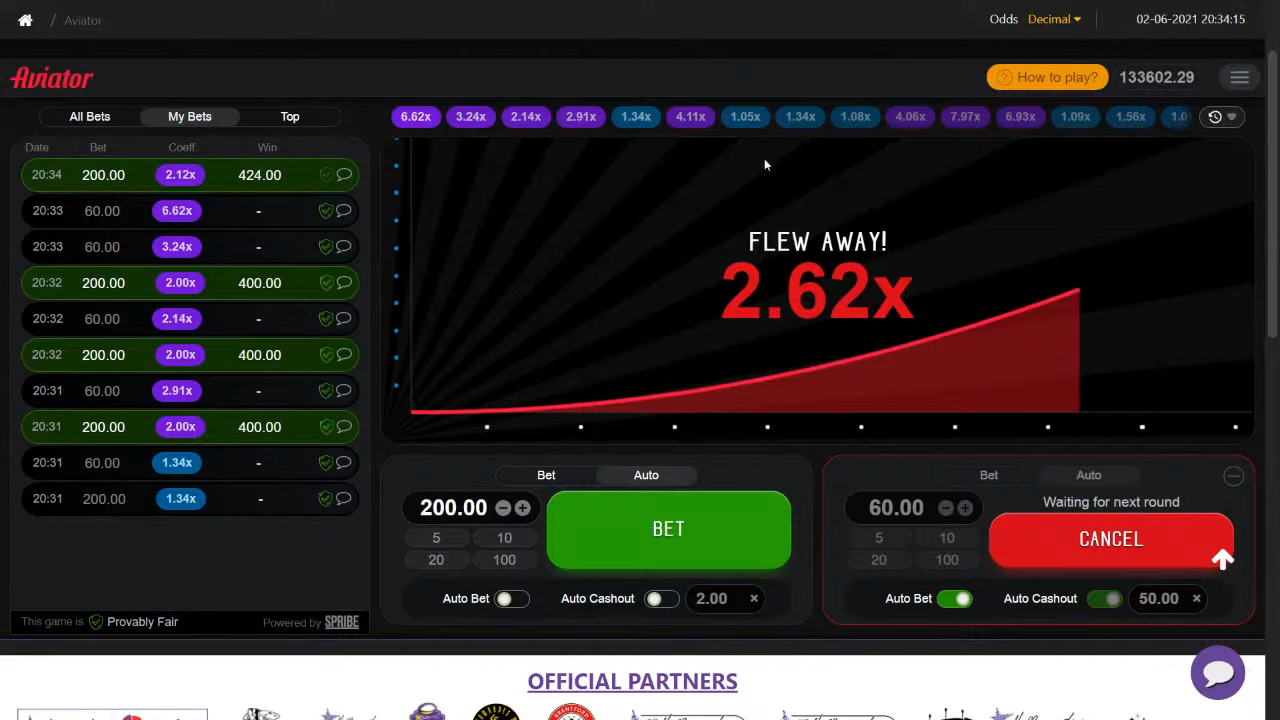 / Aviator
Odds Decimal
02-06-2021 20:34:15
Aviator
? How to play?
133602.29
All Bets
My Bets
Top
6.62x 3.24x 2.14x 2.91x 1.34x 4.11x 1.05x 1.34x 1.08x 4.06x 7.97x 6.93x 1.09x 1.56x 1.0
Date Bet Coeff Win
20:34 200.00 2.12x 424.00
20:33 60.00 6.62x -
20:33 60.00 3.24x -
20:32 200.00 2.00x 400.00
20:32 60.00 2.14x -
20:32 200.00 2.00x 400.00
20:31 60.00 2.91x -
20:31 200.00 2.00x 400.00
20:31 60.00 1.34x -
20:31 200.00 1.34x -
This game is Provably Fair
Powered by SPRIBE
FLEW AWAY!
2.62x
Bet Auto
200.00
5 10
20 100
BET
Auto Bet
Auto Cashout
2.00 ×
Bet Auto
60.00
5 10
20 100
Waiting for next round
CANCEL
Auto Bet
Auto Cashout
50.00 ×
OFFICIAL PARTNERS